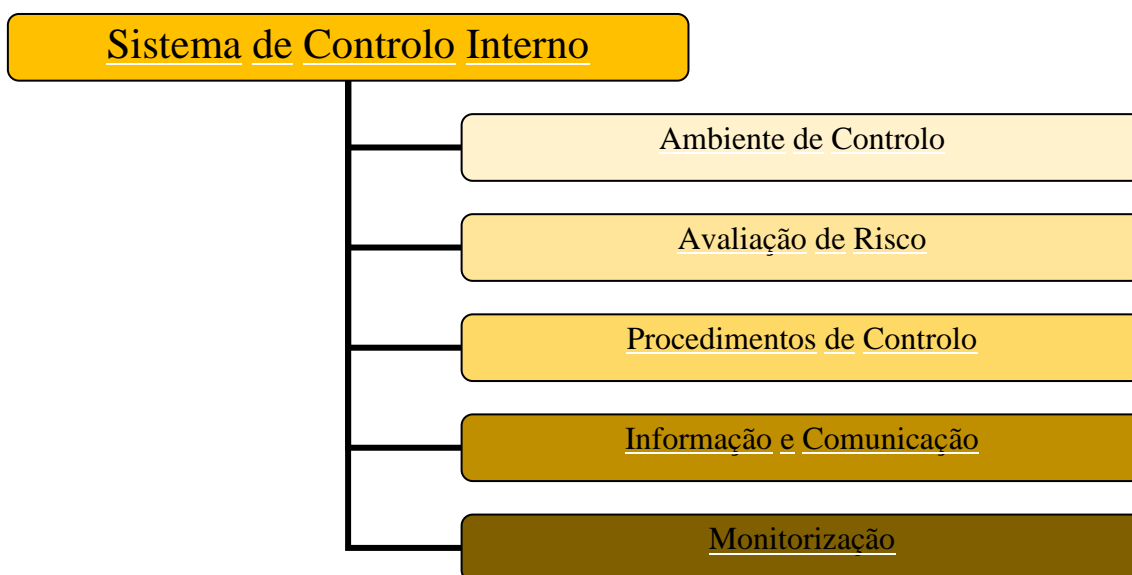 Sistema de Controlo Interno
Ambiente de Controlo
Avaliação de Risco
Procedimentos de Controlo
Informação e Comunicação
Monitorização